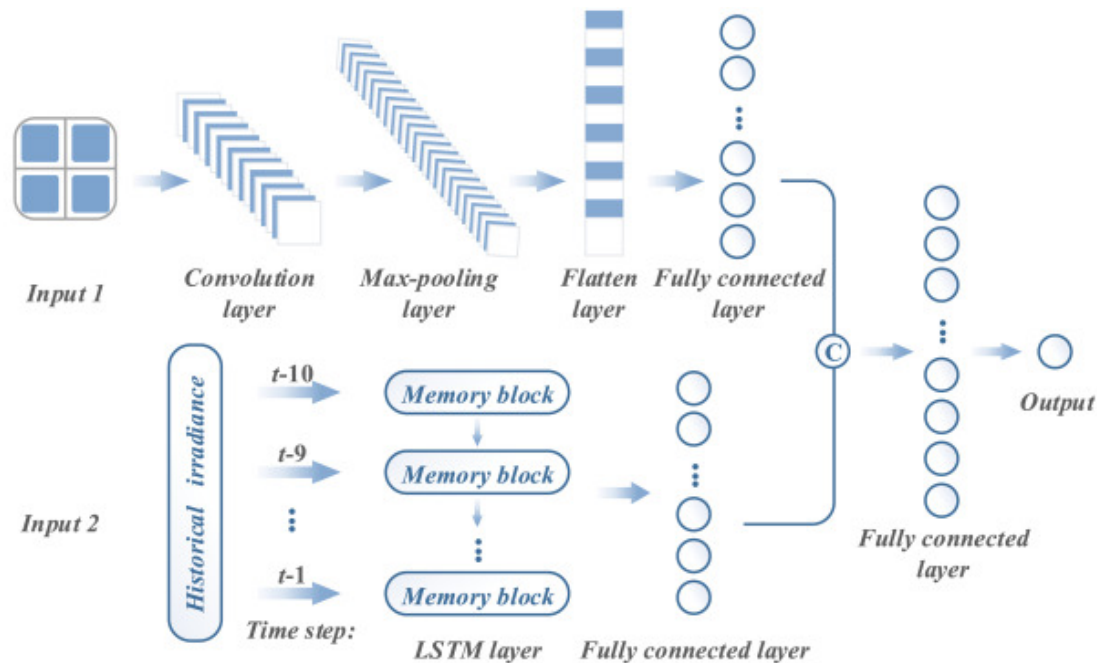 Input 1
Convolution
layer
Max-pooling
layer
Flatten
layer
Fully connected
layer
C
Output
Fully connected
layer
Input 2
Historical irradiance
t-10
t-9
t-1
Time step:
Memory block
Memory block
Memory block
LSTM layer
Fully connected layer